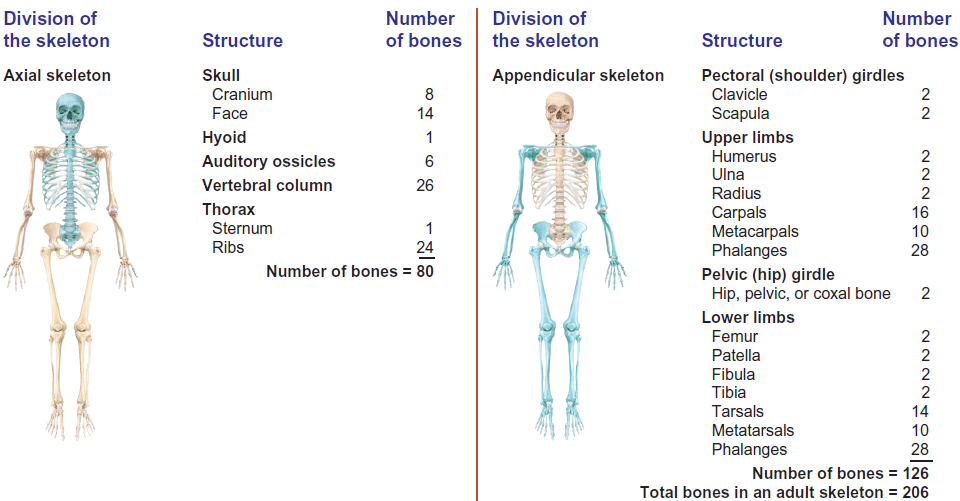 Division of
the skeleton
Structure
Number
of bones
Axial skeleton
Skull
Cranium 8
Face 14
Hyoid 1
Auditory ossicles 6
Vertebral column 26
Thorax
Sternum 1
Ribs 24
Number of bones = 80
Division of
the skeleton
Structure
Number
of bones
Appendicular skeleton
Pectoral (shoulder) girdles
Clavicle 2
Scapula 2
Upper limbs
Humerus 2
Ulna 2
Radius 2
Carpals 16
Metacarpals 10
Phalanges 28
Pelvic (hip) girdle
Hip, pelvic, or coxal bone 2
Lower limbs
Femur 2
Patella 2
Fibula 2
Tibia 2
Tarsals 14
Metatarsals 10
Phalanges 28
Number of bones = 126
Total bones in an adult skeleton = 206